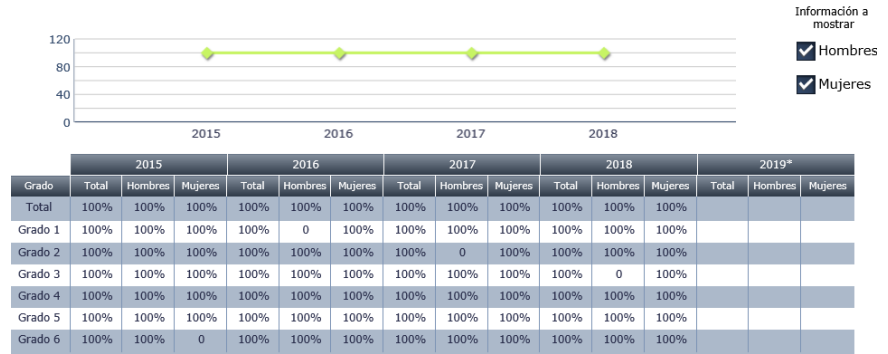 Información a
mostrar
Hombres
Mujeres
120
80
40
0
2015 2016 2017 2018
2015 2016 2017 2018 2019*
Grado Total Hombres Mujeres Total Hombres Mujeres Total Hombres Mujeres Total Hombres Mujeres Total Hombres Mujeres
Total 100% 100% 100% 100% 100% 100% 100% 100% 100% 100% 100% 100%
Grado 1 100% 100% 100% 100% 0 100% 100% 100% 100% 100% 100% 100%
Grado 2 100% 100% 100% 100% 100% 100% 100% 0 100% 100% 100% 100%
Grado 3 100% 100% 100% 100% 100% 100% 100% 100% 100% 100% 0 100%
Grado 4 100% 100% 100% 100% 100% 100% 100% 100% 100% 100% 100% 100%
Grado 5 100% 100% 100% 100% 100% 100% 100% 100% 100% 100% 100% 100%
Grado 6 100% 100% 0 100% 100% 100% 100% 100% 100% 100% 100% 100%